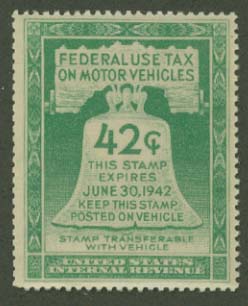 FEDERAL USE TAX
ON MOTOR VEHICLES
42¢
THIS STAMP
EXPIRES
JUNE 30, 1942
KEEP THIS STAMP
POSTED ON VEHICLE
STAMP TRANSFERABLE
WITH VEHICLE
UNITED STATES
INTERNAL REVENUE